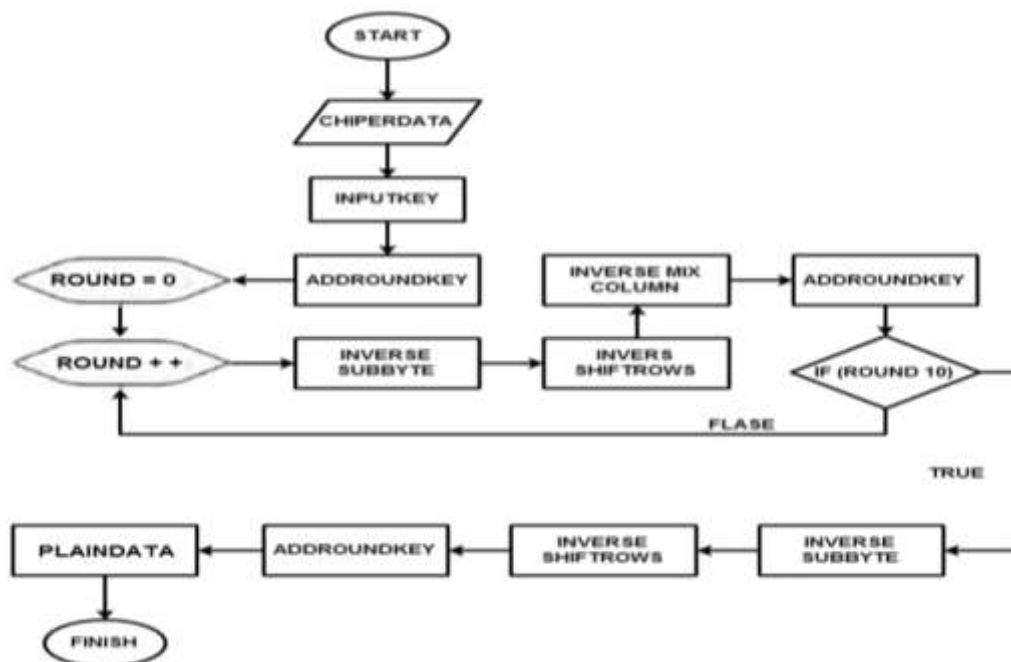 START
CHIPERDATA
INPUTKEY
ADDROUNDKEY
ROUND = 0
ROUND + +
INVERSE
SUBBYTE
INVERS
SHIFTROWS
INVERSE MIX
COLUMN
ADDROUNDKEY
IF (ROUND 10)
FLASE
TRUE
INVERSE
SUBBYTE
INVERSE
SHIFTROWS
ADDROUNDKEY
PLAINDATA
FINISH